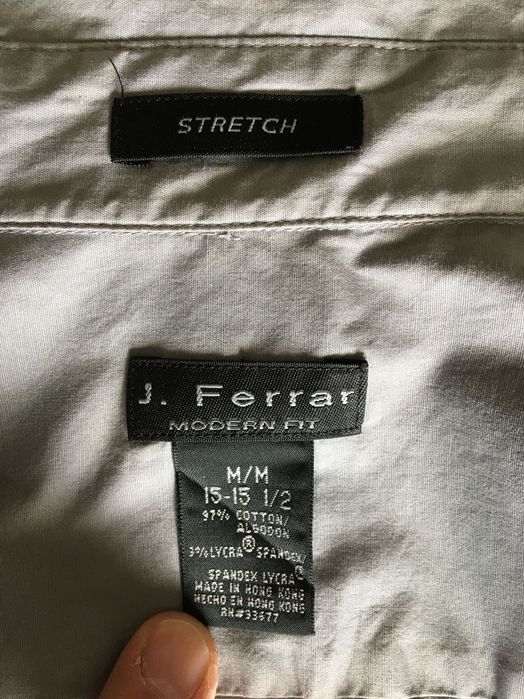 STRETCH
J. Ferrar
MODERN FIT
M/M
15-15 1/2
97% COTTON/
ALGODON
3% LYCRA® SPANDEX/
SPANDEX LYCRA®
MADE IN HONG KONG
HECHO EN HONG KONG
RN#93677